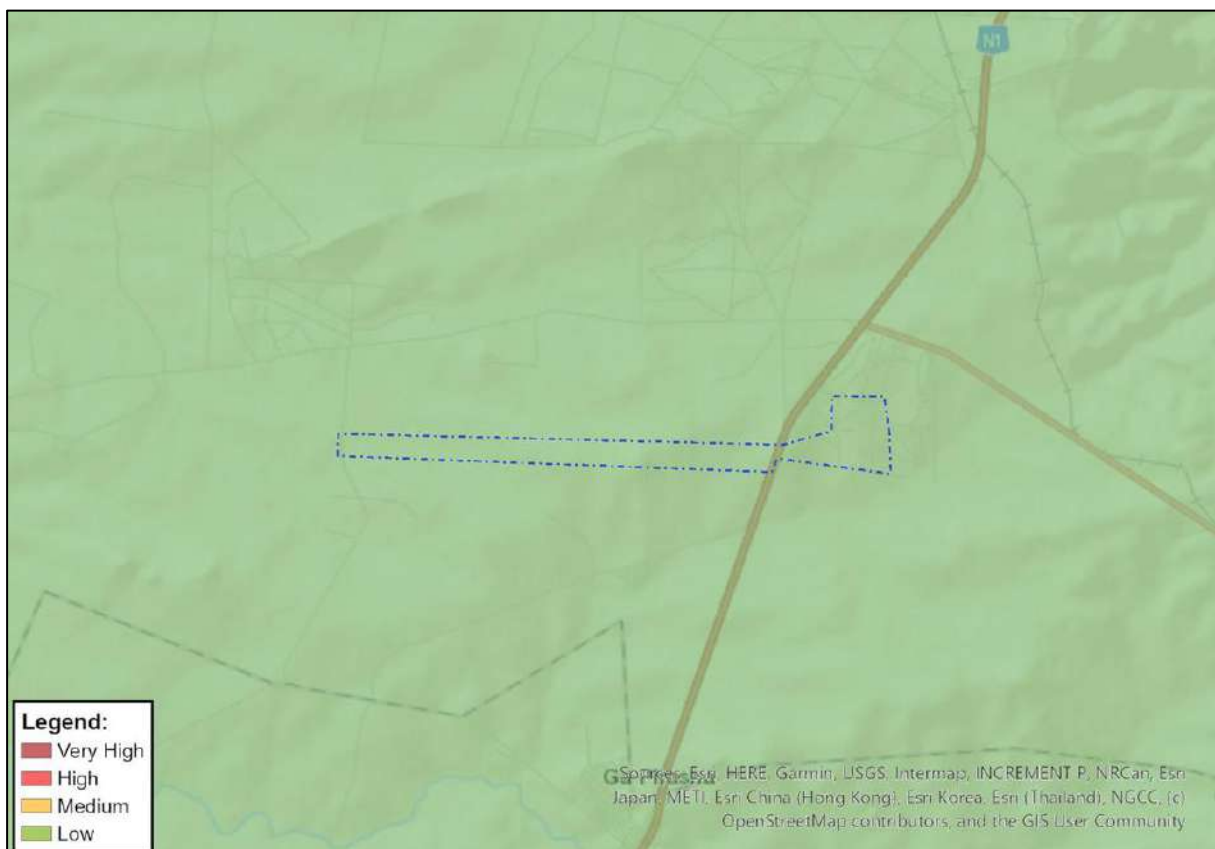 N1
Legend:
Very High
High
Medium
Low
Sources: Esri, HERE, Garmin, USGS, Intermap, INCREMENT P, NRCan, Esri
Japan, METI, Esri China (Hong Kong), Esri Korea, Esri (Thailand), NGCC, (c)
OpenStreetMap contributors, and the GIS User Community